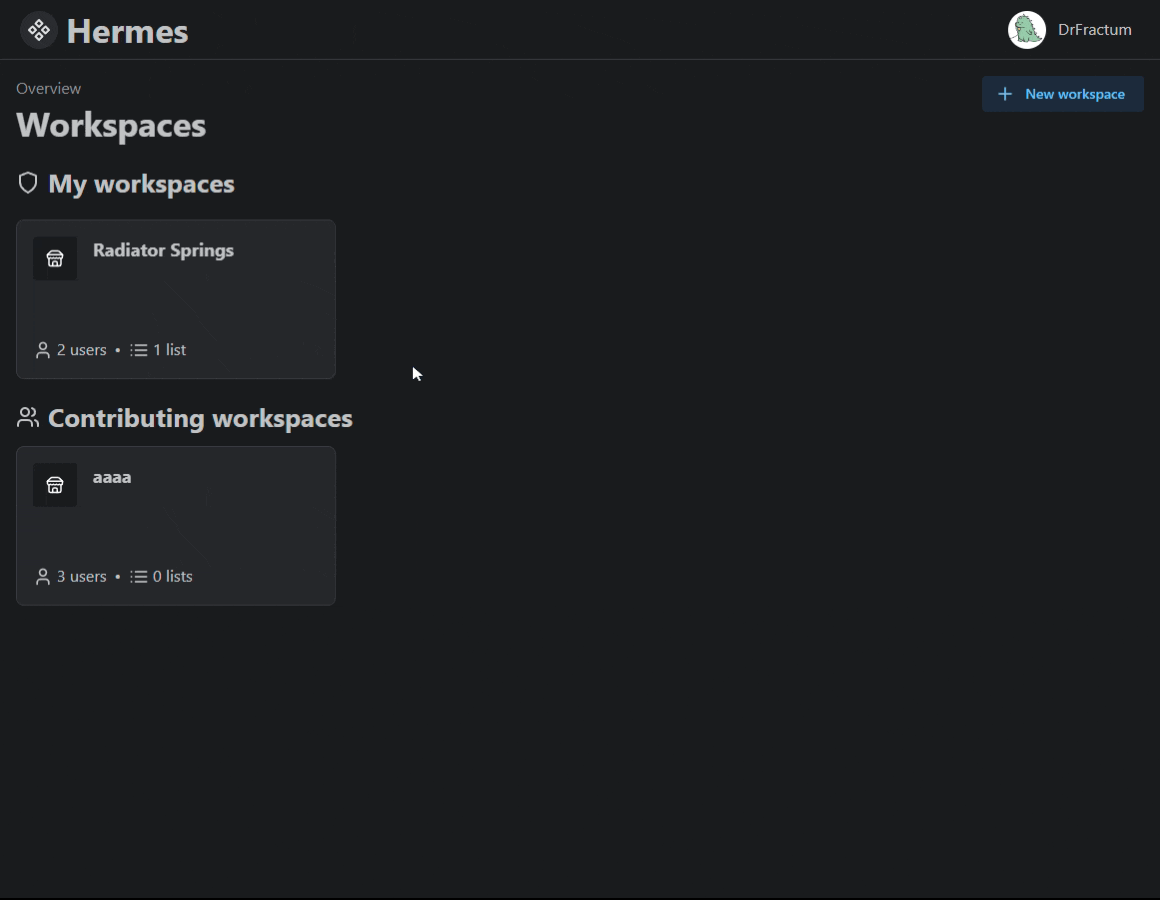 Hermes
DrFractum
Overview
New workspace
Workspaces
My workspaces
Radiator Springs
2 users • 1 list
Contributing workspaces
aaaa
3 users • 0 lists